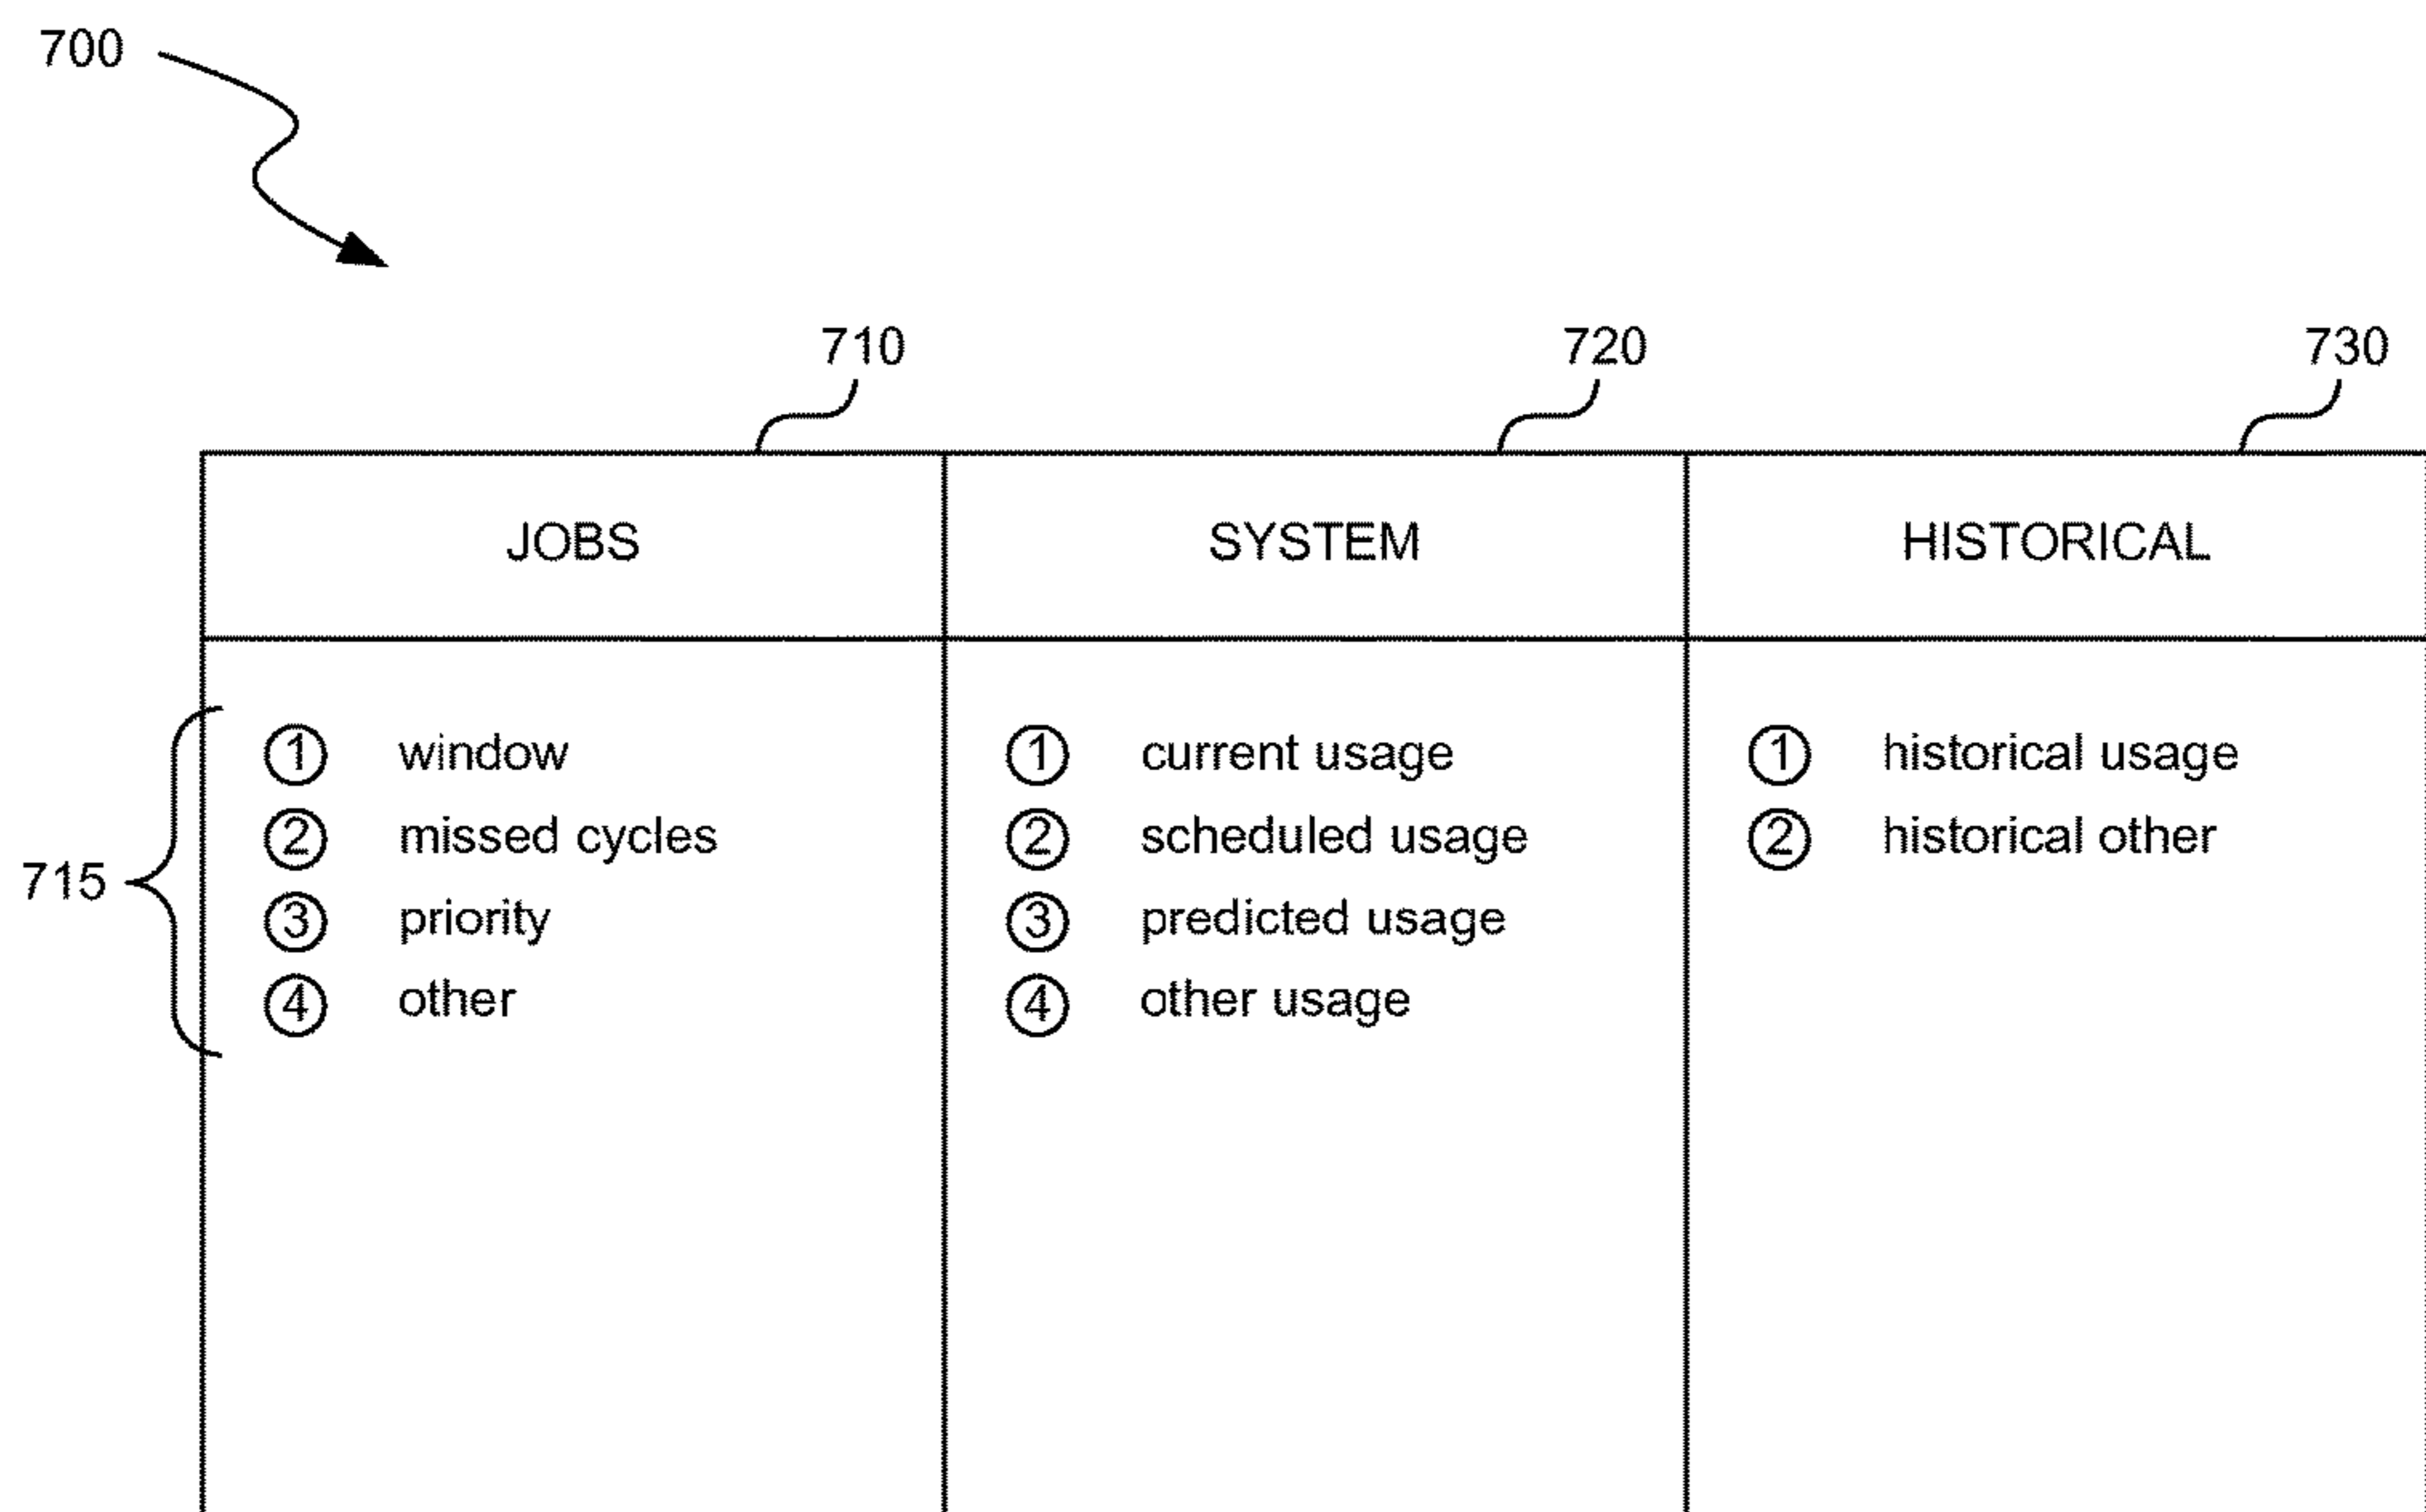 700
710 720 730
JOBS SYSTEM HISTORICAL
① window ① current usage ① historical usage
② missed cycles ② scheduled usage ② historical other
715
③ priority ③ predicted usage
④ other ④ other usage